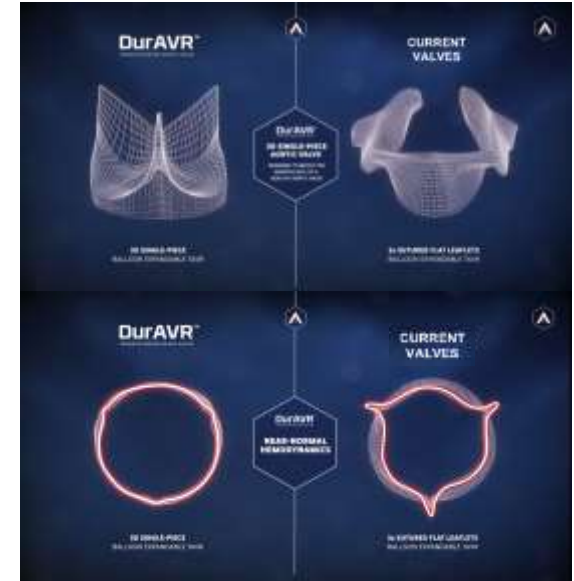 DurAVR™
CURRENT
VALVES
DurAVR
3D SINGLE-PIECE
AORTIC VALVE
3D SINGLE-PIECE
BALLOON EXPANDABLE TAVR
3x SUTURED FLAT LEAFLETS
BALLOON EXPANDABLE TAVR
DurAVR™
CURRENT
VALVES
DurAVR
NEAR-NORMAL
HEMODYNAMICS
3D SINGLE-PIECE
BALLOON EXPANDABLE TAVR
3x SUTURED FLAT LEAFLETS
BALLOON EXPANDABLE TAVR